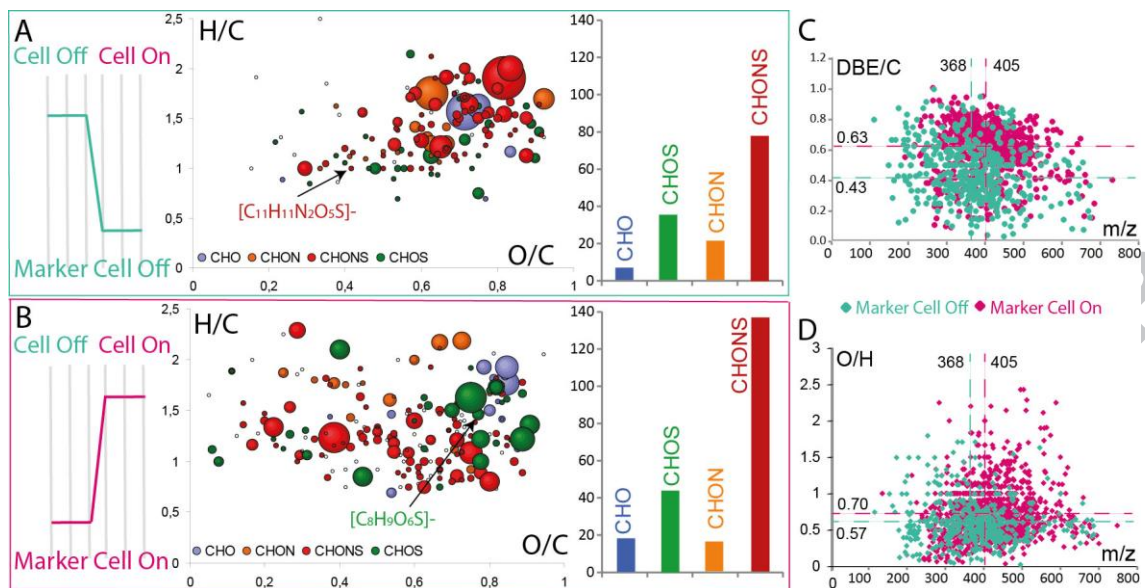 A
Cell Off Cell On
Marker Cell Off
H/C
2,5
2
1,5
1
0,5
0
0,2
0,4
0,6
0,8
1
[C₁₁H₁₁N₂O₅S]-
CHO CHON CHONS CHOS
O/C
140
120
100
80
60
40
20
0
CHO
CHOS
CHON
CHONS
C
368 405
DBE/C
1.2
1.0
0.8
0.6
0.4
0.2
0.0
0.63
0.43
0 100 200 300 400 500 600 700 800
m/z
Marker Cell Off Marker Cell On
B
Cell Off Cell On
Marker Cell On
H/C
2,5
2
1,5
1
0,5
0
0,2
0,4
0,6
0,8
1
[C₈H₉O₆S]-
CHO CHON CHONS CHOS
O/C
140
120
100
80
60
40
20
0
CHO
CHOS
CHON
CHONS
D
O/H
368 405
3
2.5
2
1.5
1
0.5
0
0.70
0.57
0 100 200 300 400 500 600 700 800
m/z